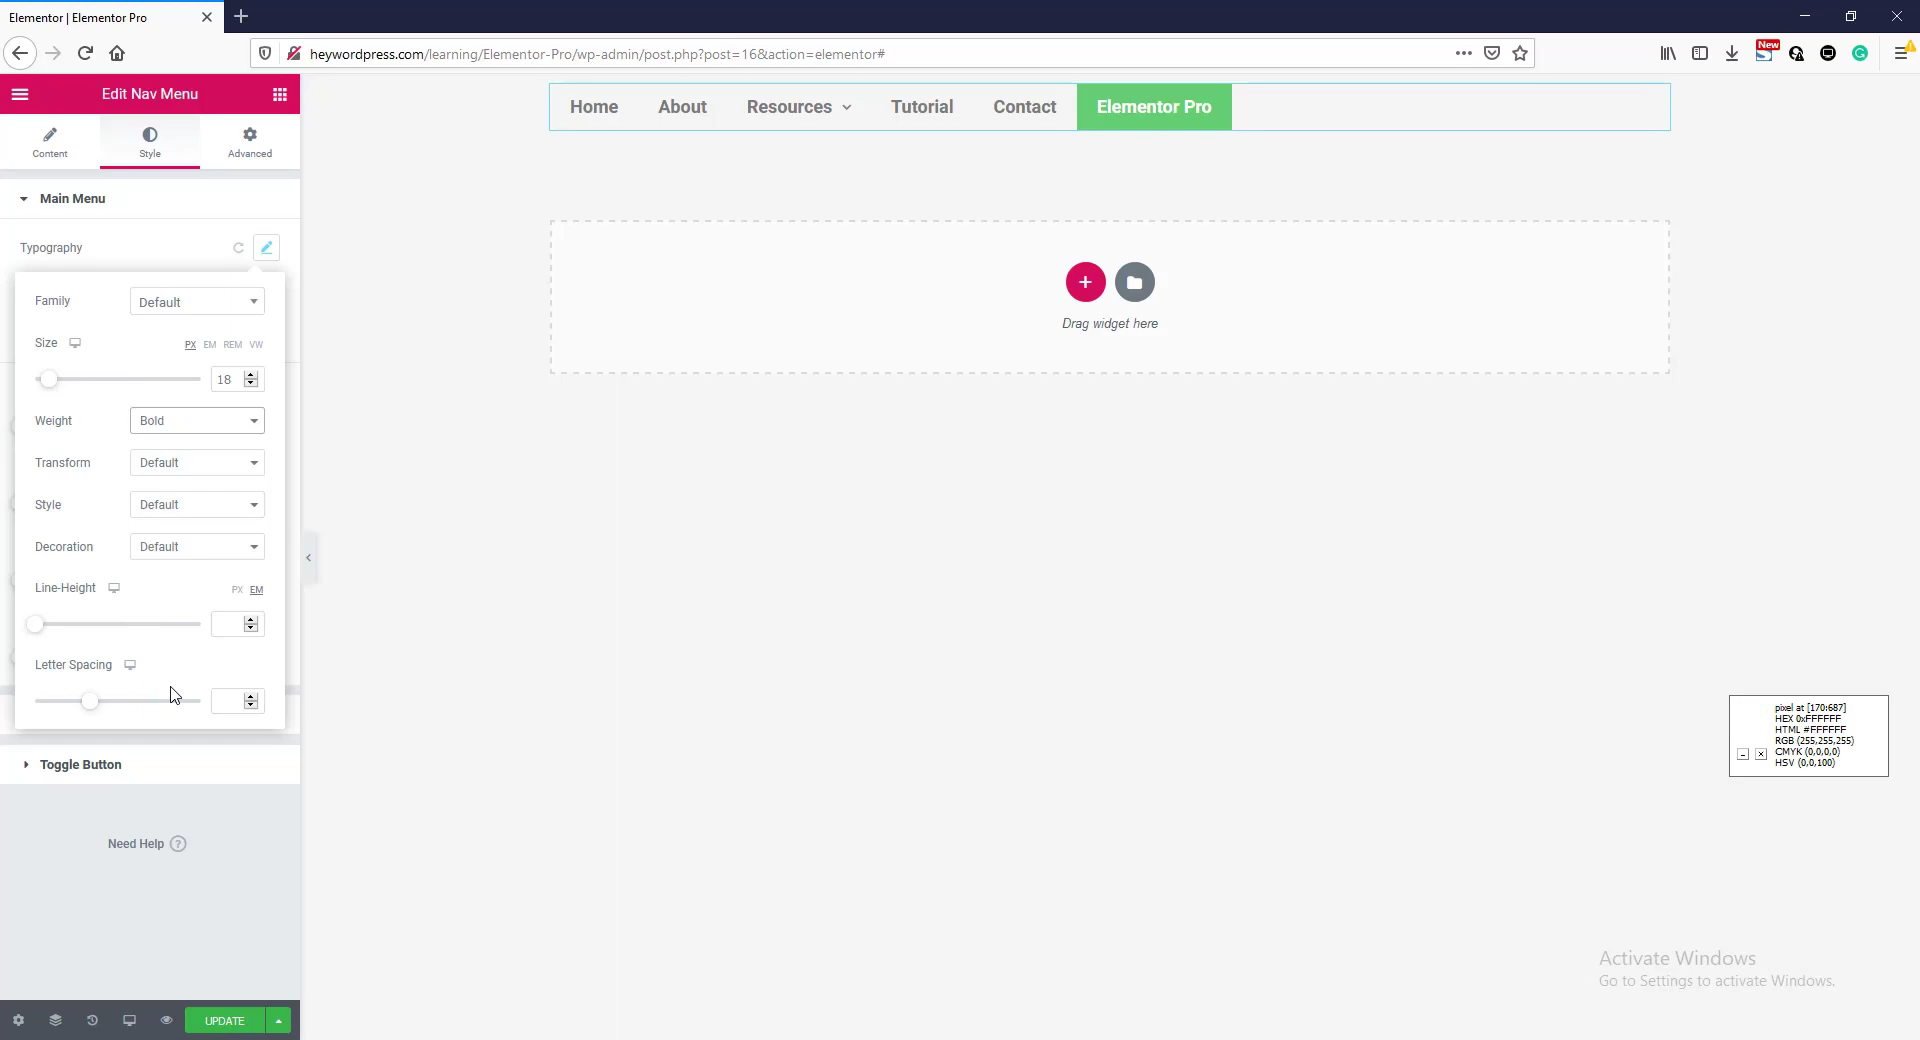 Elementor | Elementor Pro
heywordpress.com/learning/Elementor-Pro/wp-admin/post.php?post=16&action=elementor#
New
Edit Nav Menu
Content
Style
Advanced
Main Menu
Typography
Family
Default
Size
PX EM REM VW
18
Weight
Bold
Transform
Default
Style
Default
Decoration
Default
Line-Height
PX EM
Letter Spacing
Toggle Button
Need Help ?
UPDATE
Home
About
Resources
Tutorial
Contact
Elementor Pro
Drag widget here
pixel at [170:687]
HEX 0xFFFFFF
HTML #FFFFFF
RGB (255,255,255)
CMYK (0,0,0,0)
HSV (0,0,100)
Activate Windows
Go to Settings to activate Windows.